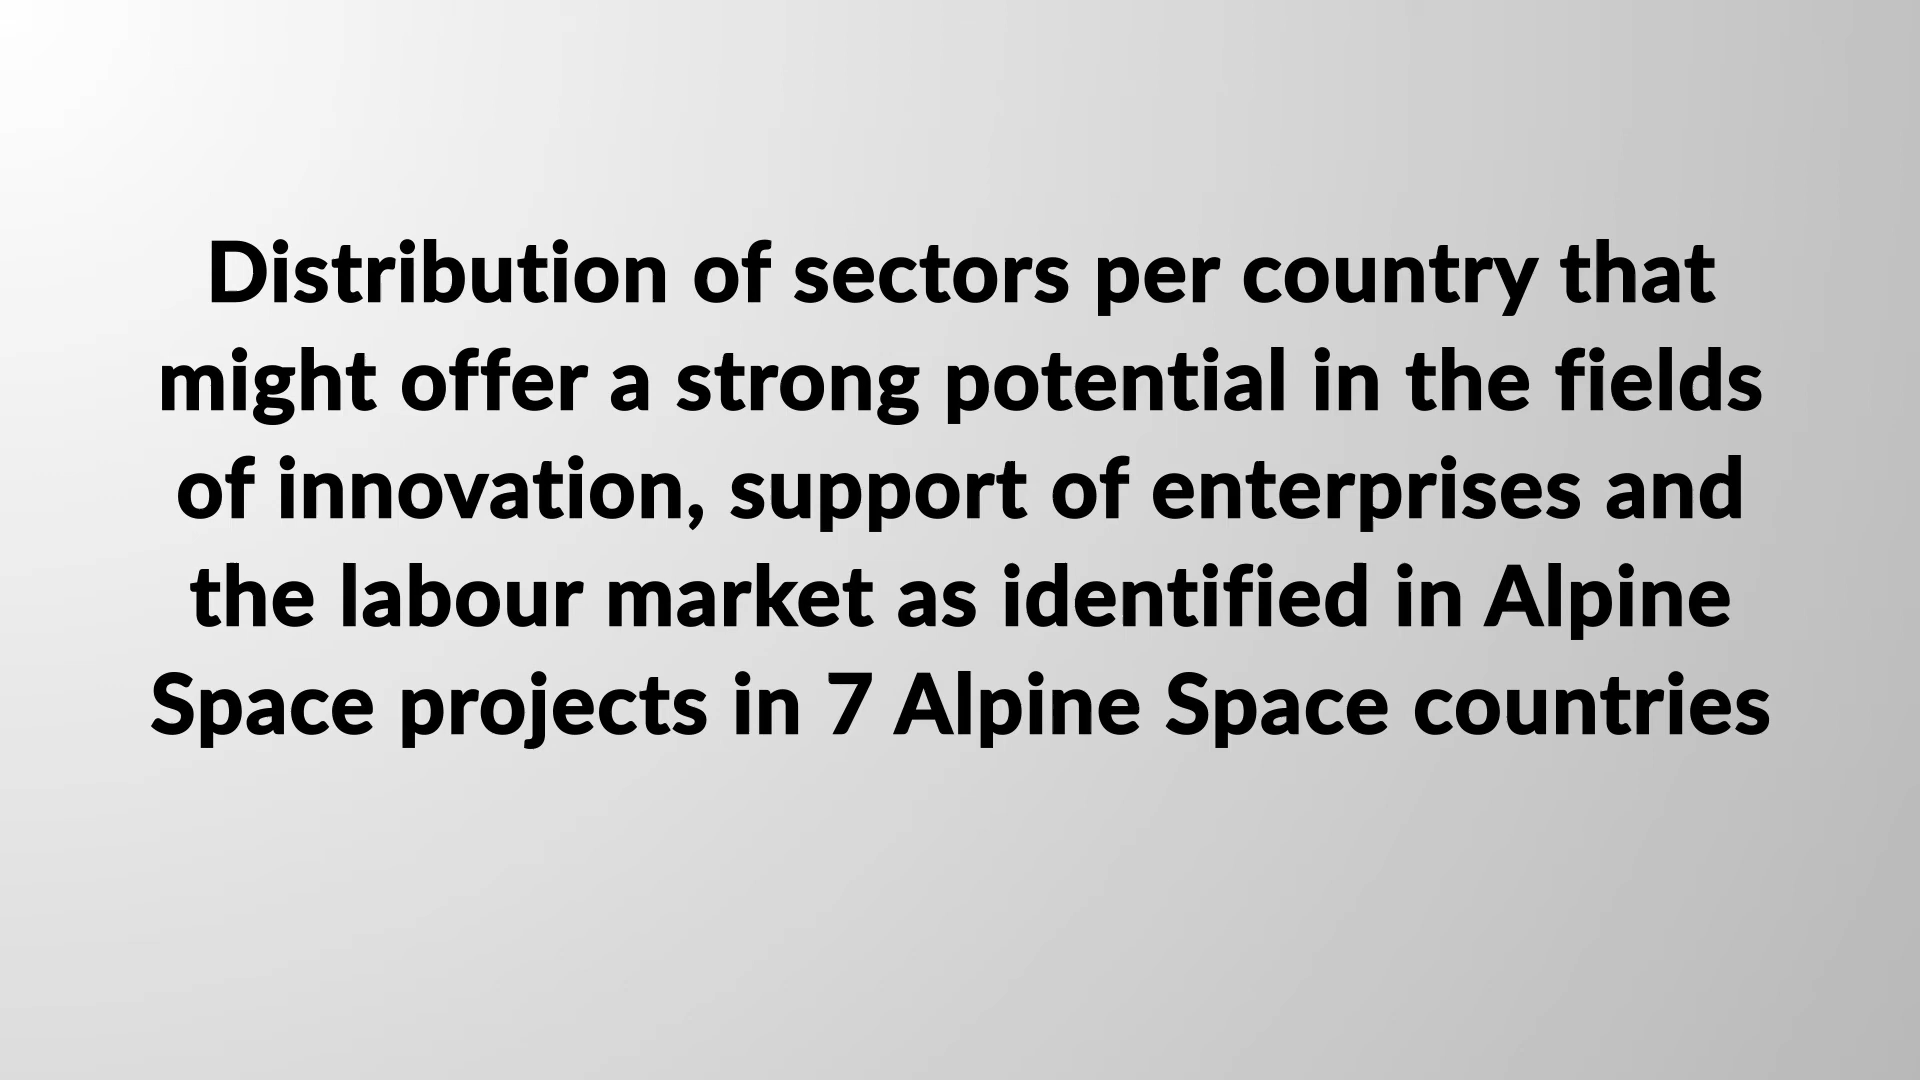 Distribution of sectors per country that
might offer a strong potential in the fields
of innovation, support of enterprises and
the labour market as identified in Alpine
Space projects in 7 Alpine Space countries